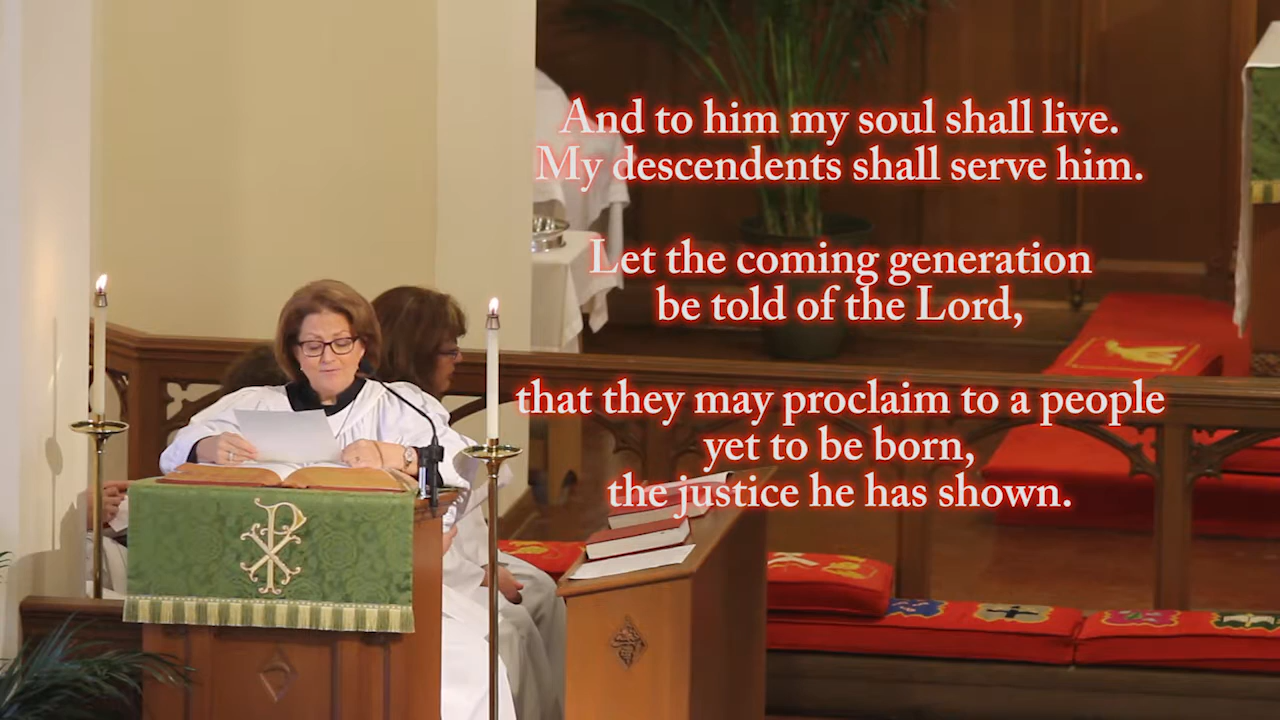 And to him my soul shall live.
My descendents shall serve him.
Let the coming generation
be told of the Lord,
that they may proclaim to a people
yet to be born,
the justice he has shown.